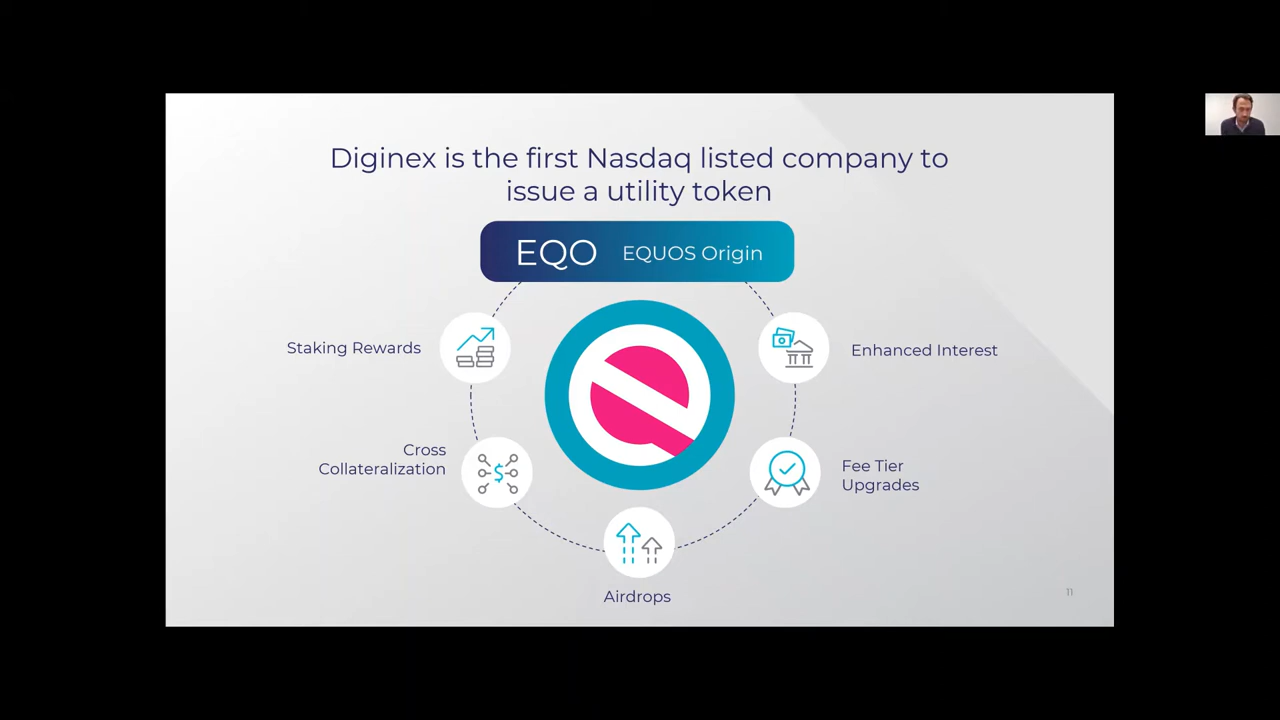 Diginex is the first Nasdaq listed company to
issue a utility token
EQO EQUOS Origin
Staking Rewards
Enhanced Interest
Cross
Collateralization
Fee Tier
Upgrades
Airdrops
11